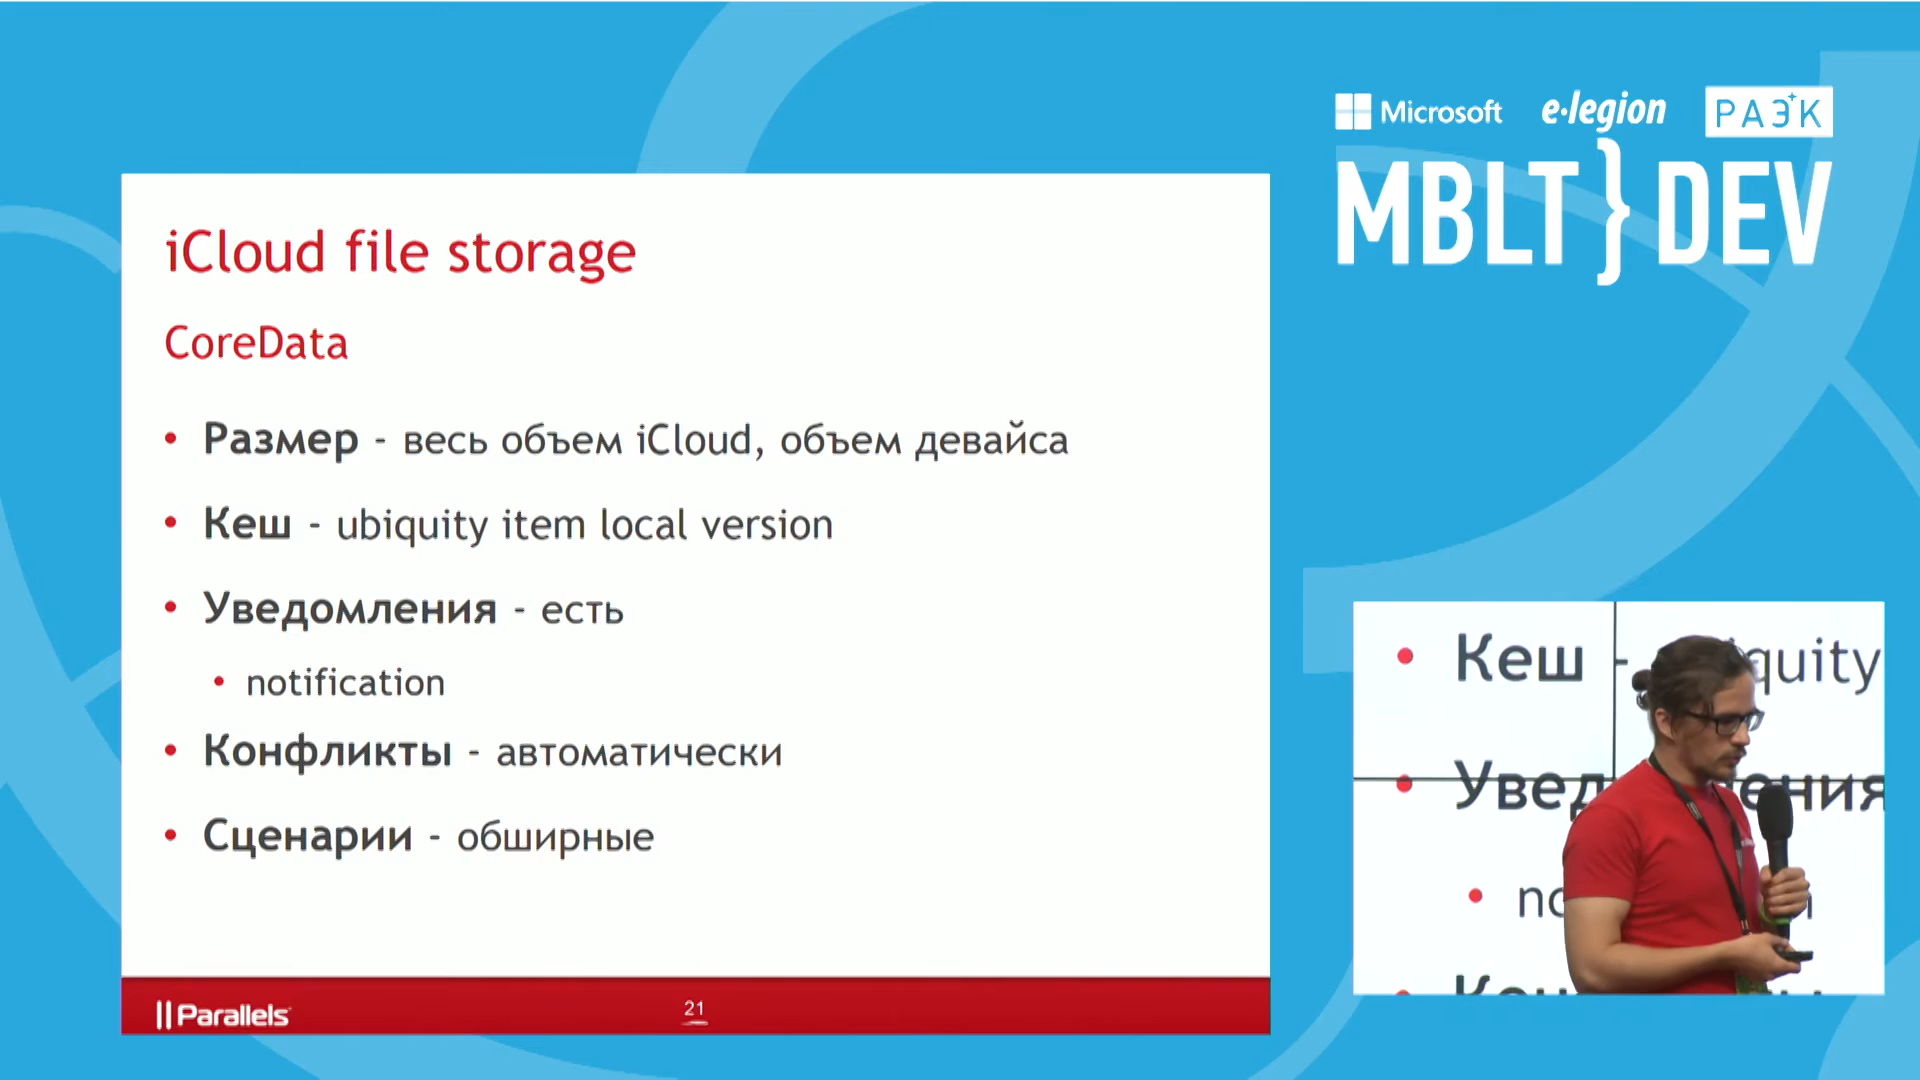 Microsoft e·legion РАЭК
MBLT}DEV
iCloud file storage
CoreData
• Размер - весь объем iCloud, объем девайса
• Кеш - ubiquity item local version
• Уведомления - есть
• notification
• Конфликты - автоматически
• Сценарии - обширные
Parallels
21
• Кеш - quity
• Уведомления